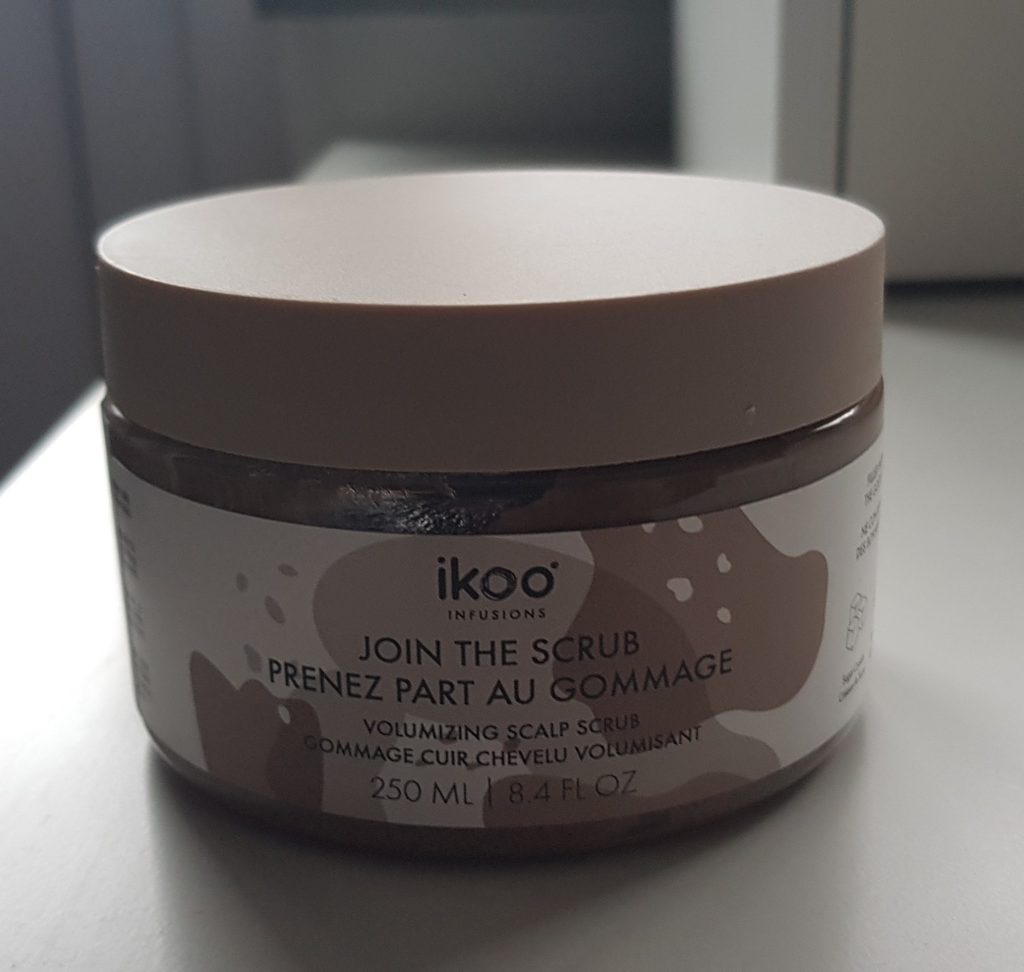 ikoo
INFUSIONS
JOIN THE SCRUB
PRENEZ PART AU GOMMAGE
VOLUMIZING SCALP SCRUB
GOMMAGE CUIR CHEVELU VOLUMISANT
250 ML | 8.4 FL OZ